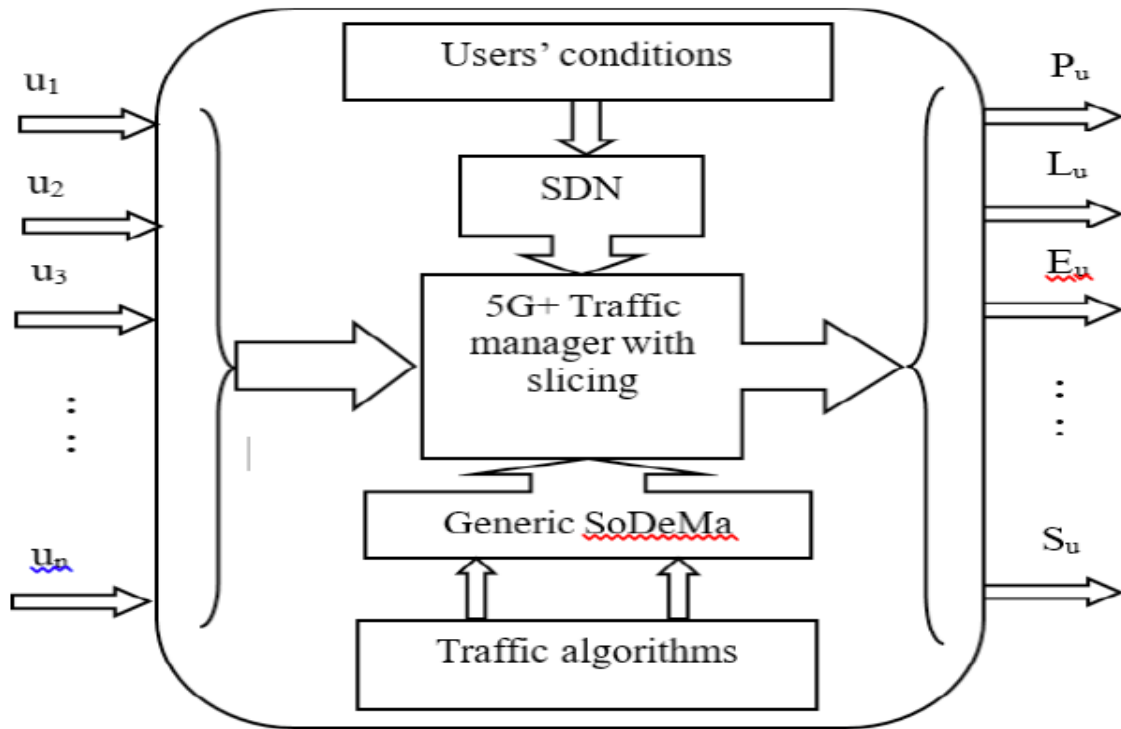 Users’ conditions
u₁
Pᵤ
SDN
u₂
Lᵤ
u₃
Eᵤ
5G+ Traffic
manager with
slicing
Generic SoDeMa
uₙ
Sᵤ
Traffic algorithms